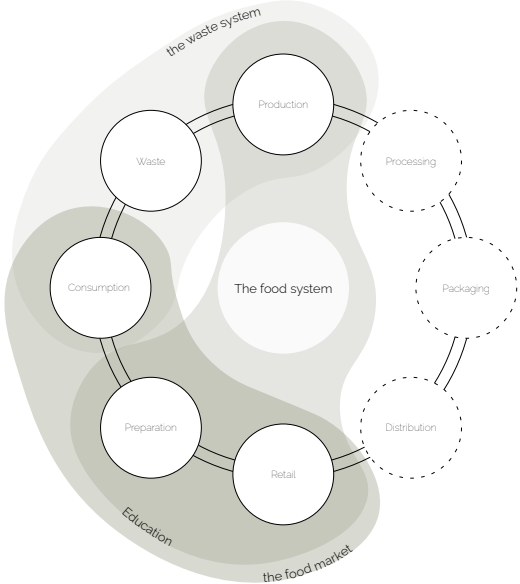 the waste system
Production
Waste
Processing
Consumption
The food system
Packaging
Preparation
Distribution
Retail
Education
the food market